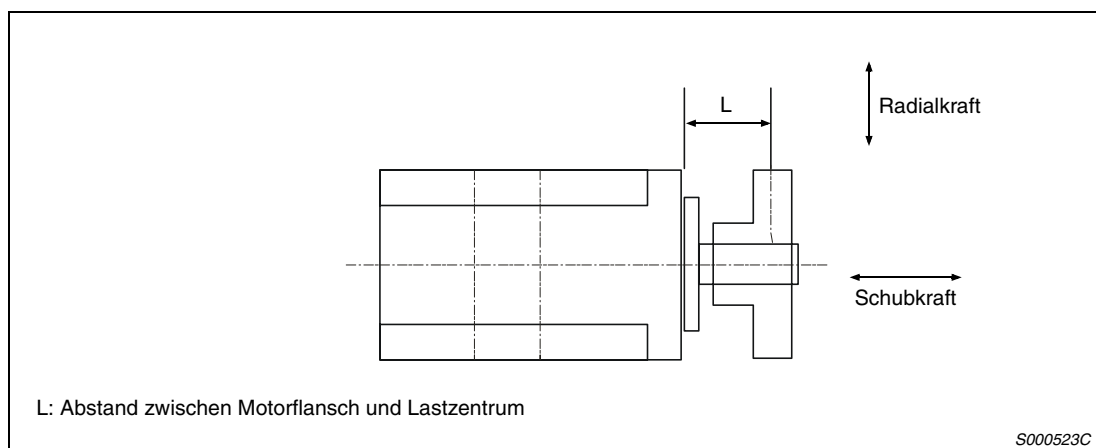 L
Radialkraft
Schubkraft
L: Abstand zwischen Motorflansch und Lastzentrum
S000523C